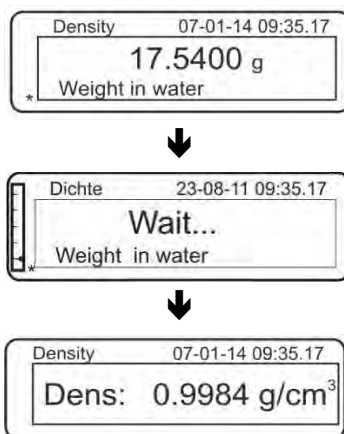 Density 07-01-14 09:35.17
17.5400 g
* Weight in water
Dichte 23-08-11 09:35.17
Wait...
* Weight in water
Density 07-01-14 09:35.17
Dens: 0.9984 g/cm³